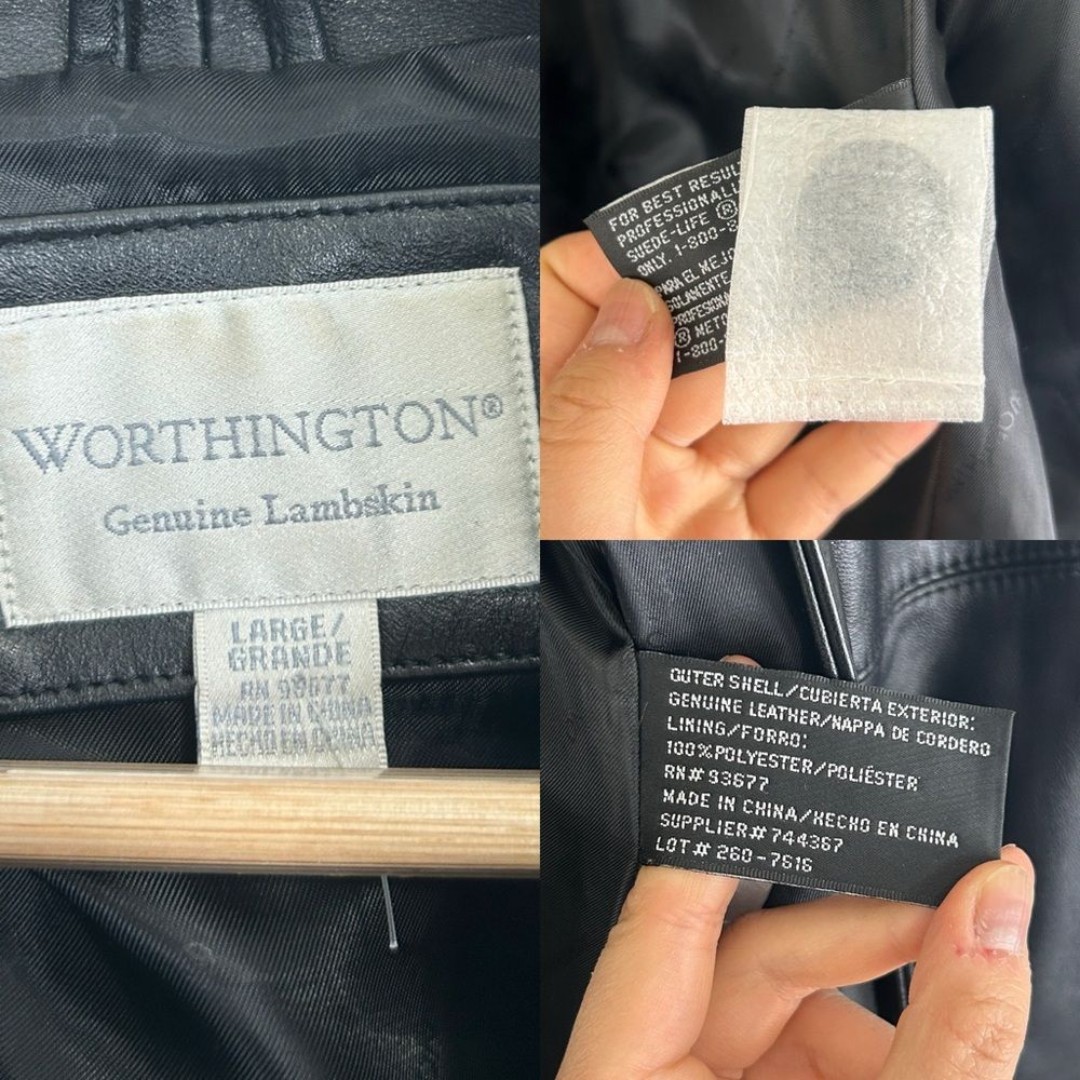 WORTHINGTON®
Genuine Lambskin
LARGE/
GRANDE
RN 93677
MADE IN CHINA
HECHO EN CHINA
FOR BEST RESUL
PROFESSIONALL
SUEDE-LIFE ®
ONLY. 1-800-
PARA EL MEJO
SOLAMENTE
PROFESIONA
® METO
1-800-
OUTER SHELL/CUBIERTA EXTERIOR:
GENUINE LEATHER/NAPPA DE CORDERO
LINING/FORRO:
100%POLYESTER/POLIÉSTER
RN# 93677
MADE IN CHINA/HECHO EN CHINA
SUPPLIER# 744367
LOT# 260-7616